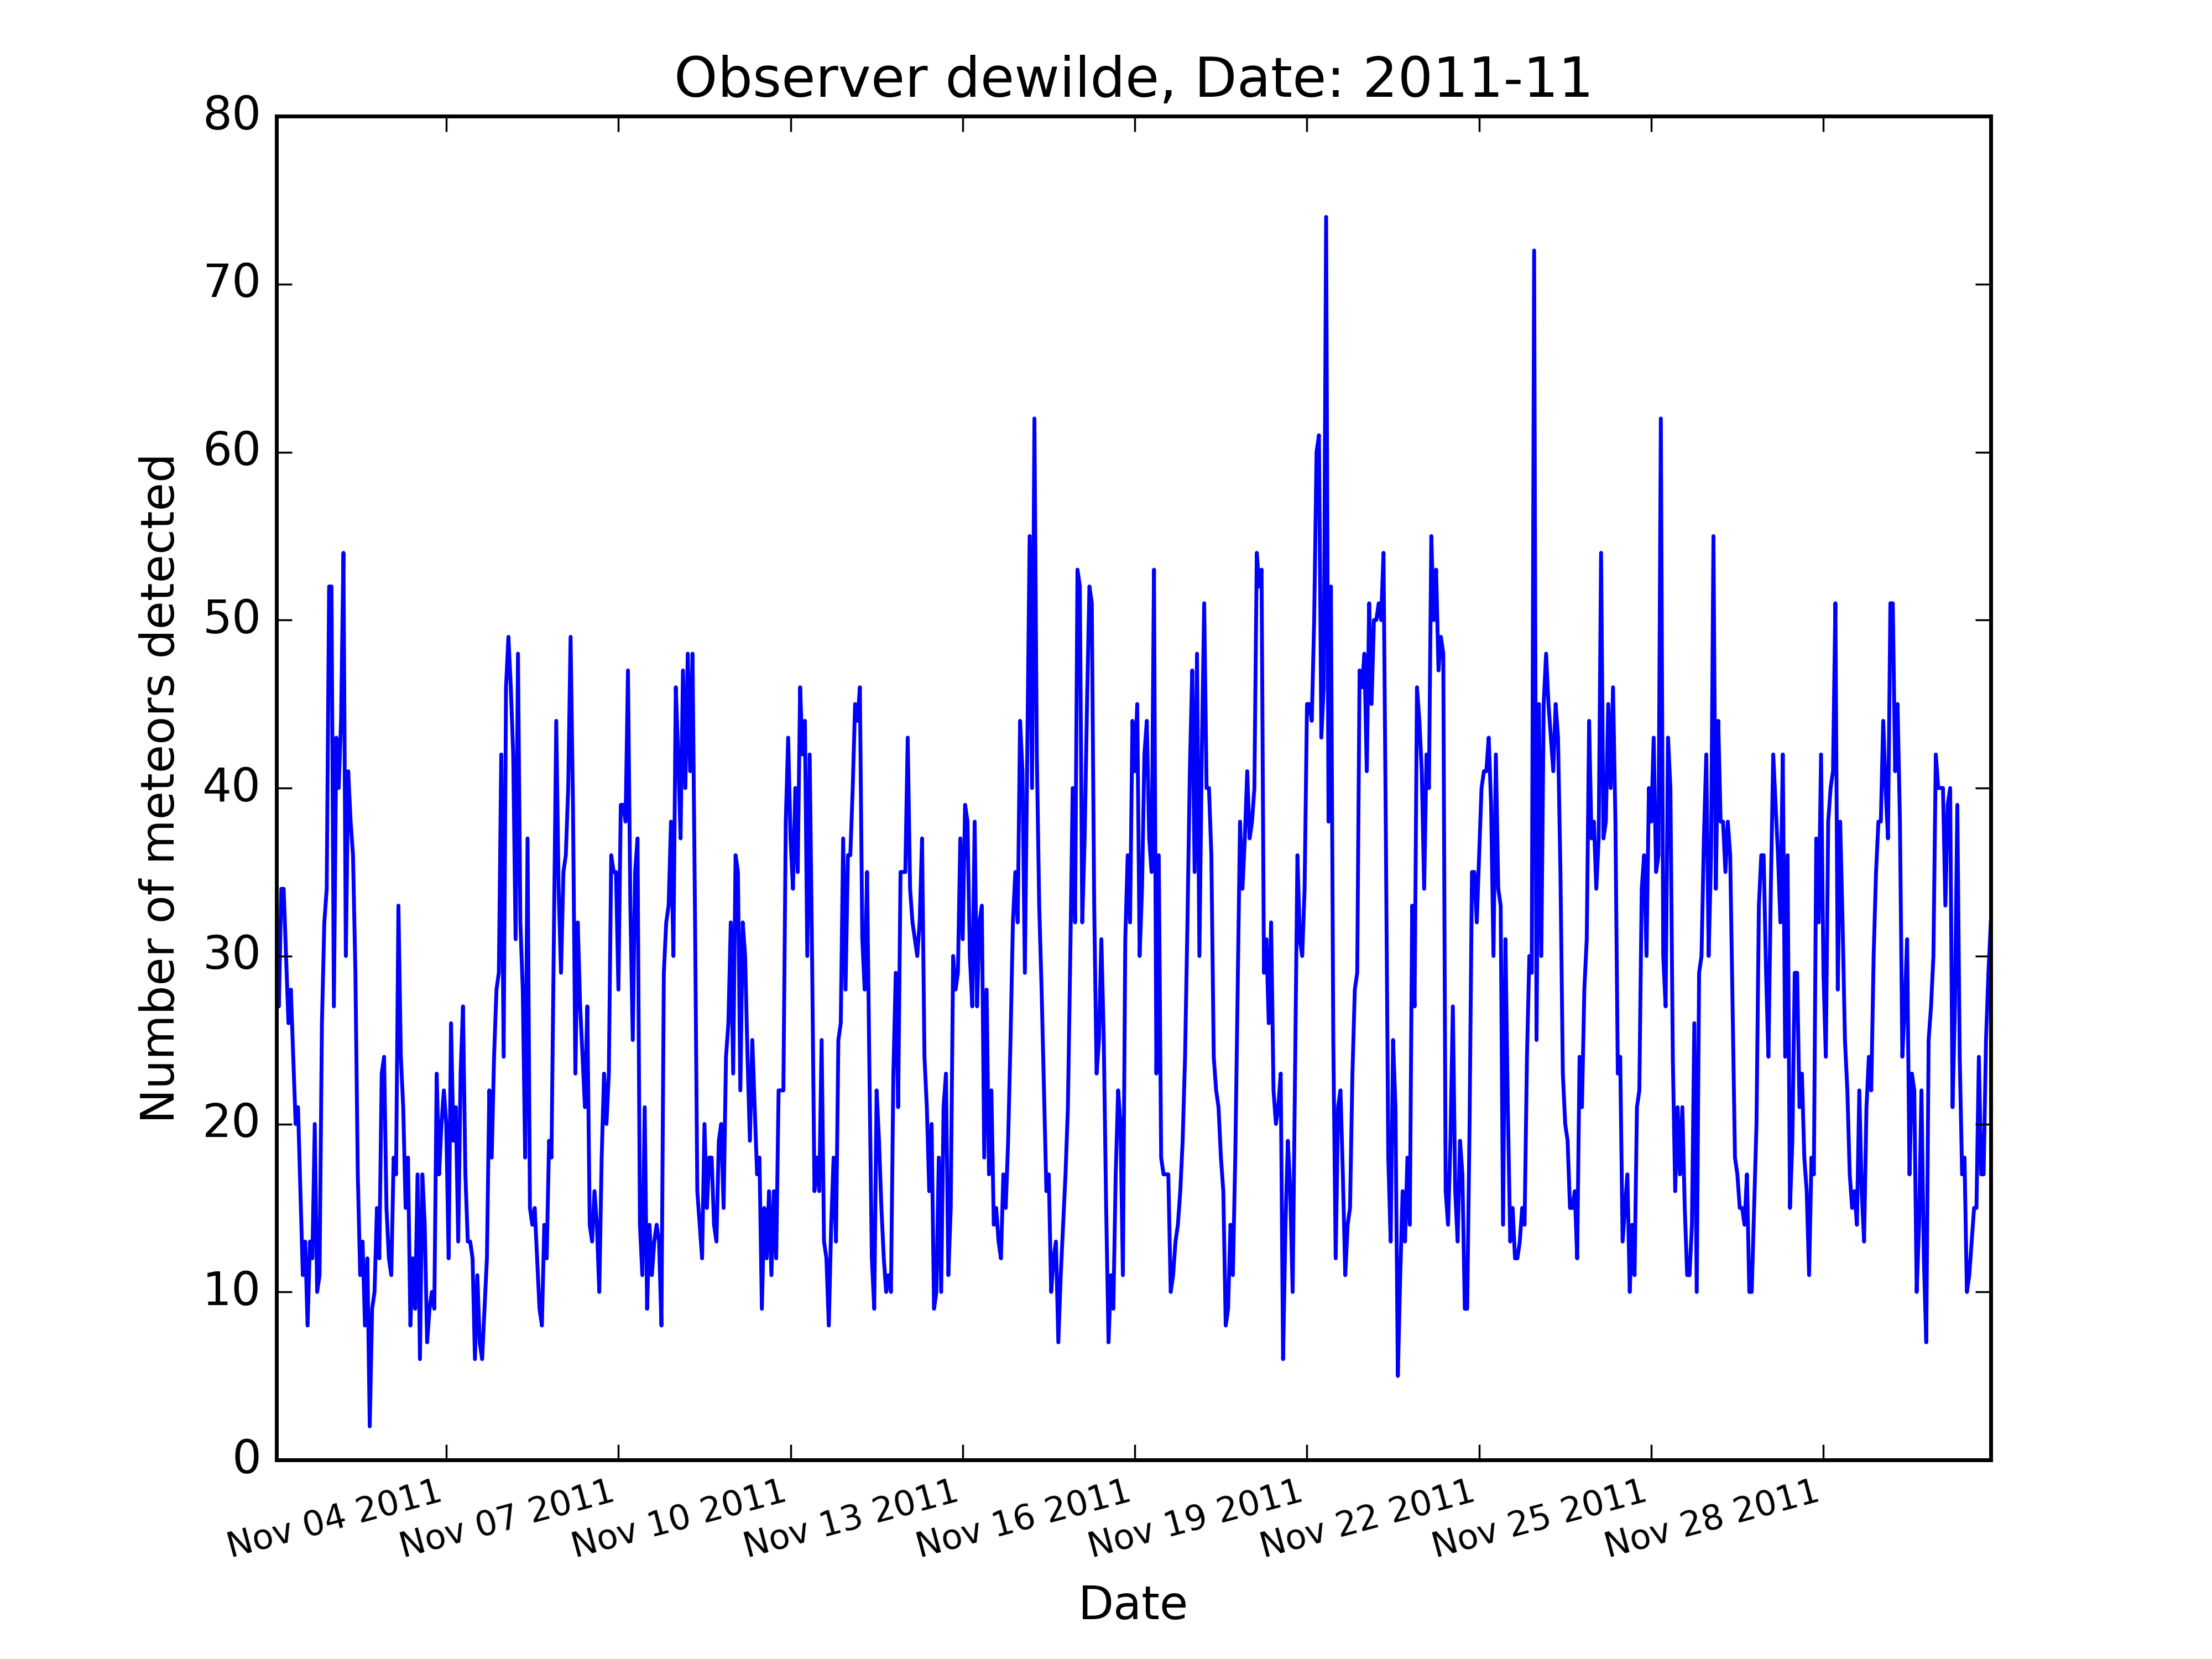 Observer dewilde, Date: 2011-11
Number of meteors detected
80
70
60
50
40
30
20
10
0
Nov 04 2011
Nov 07 2011
Nov 10 2011
Nov 13 2011
Nov 16 2011
Nov 19 2011
Nov 22 2011
Nov 25 2011
Nov 28 2011
Date